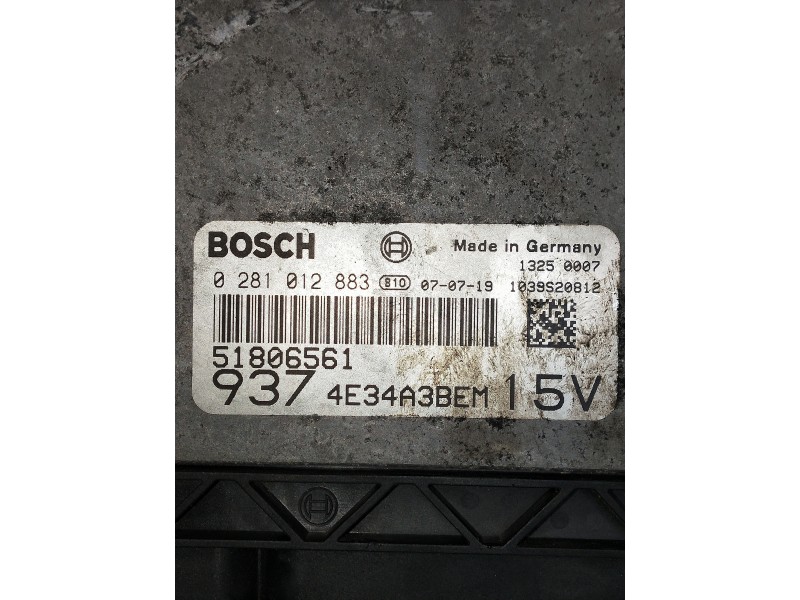 BOSCH Made in Germany
1325 0007
0 281 012 883 B10 07-07-19 1039S20812
51806561
937 4E34A3BEM 15V